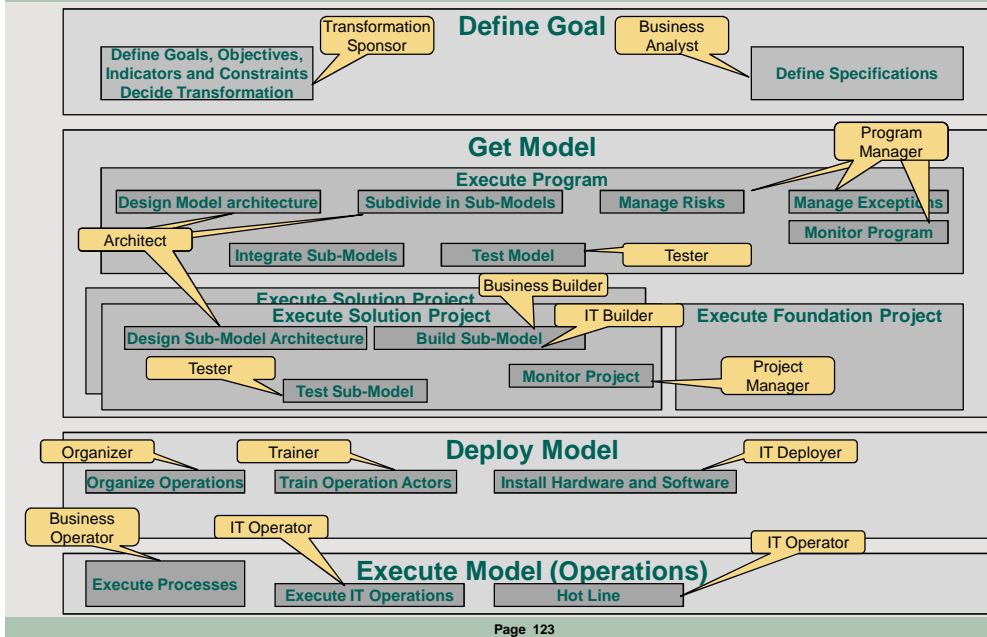 Define Goal
Transformation
Sponsor
Business
Analyst
Define Goals, Objectives,
Indicators and Constraints
Decide Transformation
Define Specifications
Get Model
Program
Manager
Execute Program
Design Model architecture
Subdivide in Sub-Models
Manage Risks
Manage Exceptions
Monitor Program
Architect
Integrate Sub-Models
Test Model
Tester
Execute Solution Project
Business Builder
Execute Solution Project
IT Builder
Execute Foundation Project
Design Sub-Model Architecture
Build Sub-Model
Tester
Monitor Project
Project
Manager
Test Sub-Model
Deploy Model
Organizer
Trainer
IT Deployer
Organize Operations
Train Operation Actors
Install Hardware and Software
Business
Operator
IT Operator
IT Operator
Execute Model (Operations)
Execute Processes
Execute IT Operations
Hot Line
Page 123